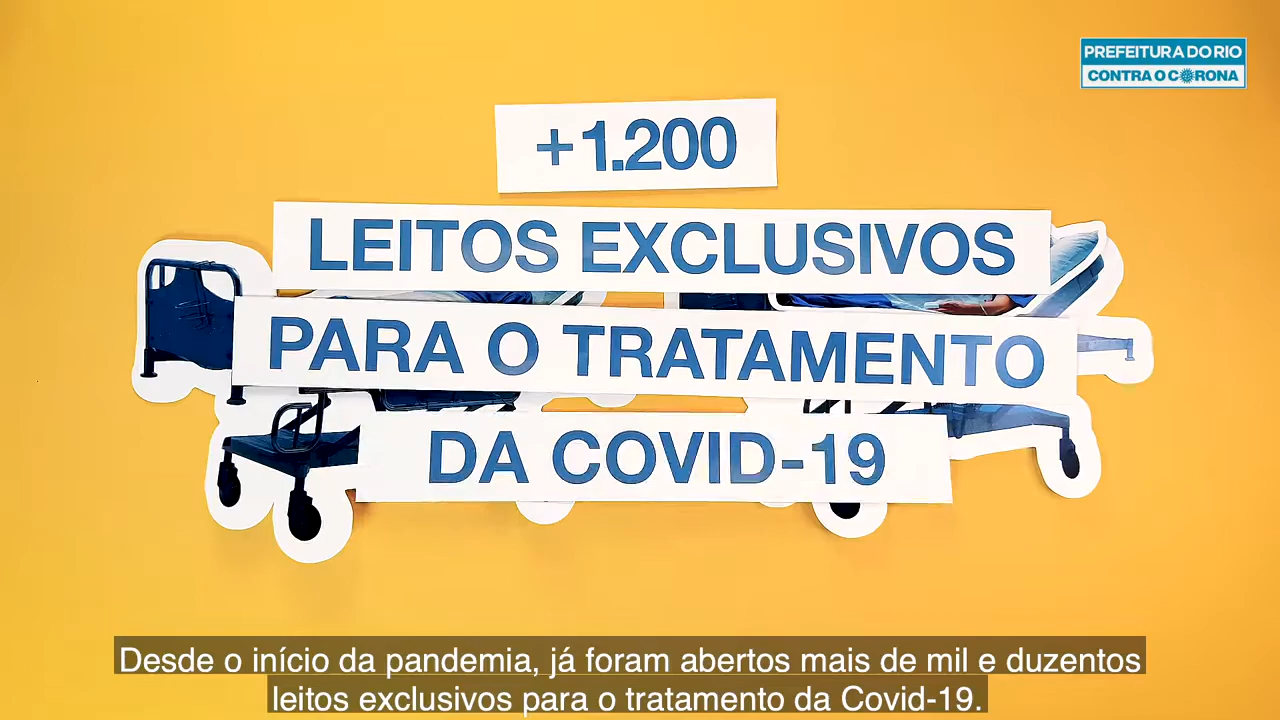 PREFEITURA DO RIO
CONTRA O CORONA
+1.200
LEITOS EXCLUSIVOS
PARA O TRATAMENTO
DA COVID-19
Desde o início da pandemia, já foram abertos mais de mil e duzentos
leitos exclusivos para o tratamento da Covid-19.